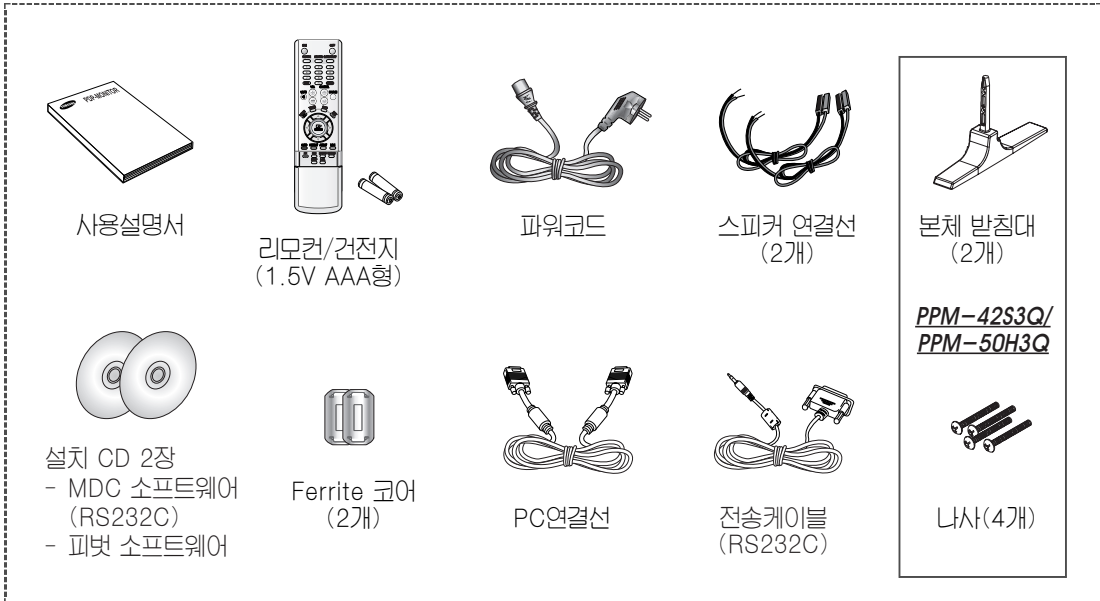 PDP-MONITOR
사용설명서
리모컨/건전지
(1.5V AAA형)
파워코드
스피커 연결선
(2개)
본체 받침대
(2개)
PPM-42S3Q/
PPM-50H3Q
설치 CD 2장
- MDC 소프트웨어
(RS232C)
- 피벗 소프트웨어
Ferrite 코어
(2개)
PC연결선
전송케이블
(RS232C)
나사(4개)